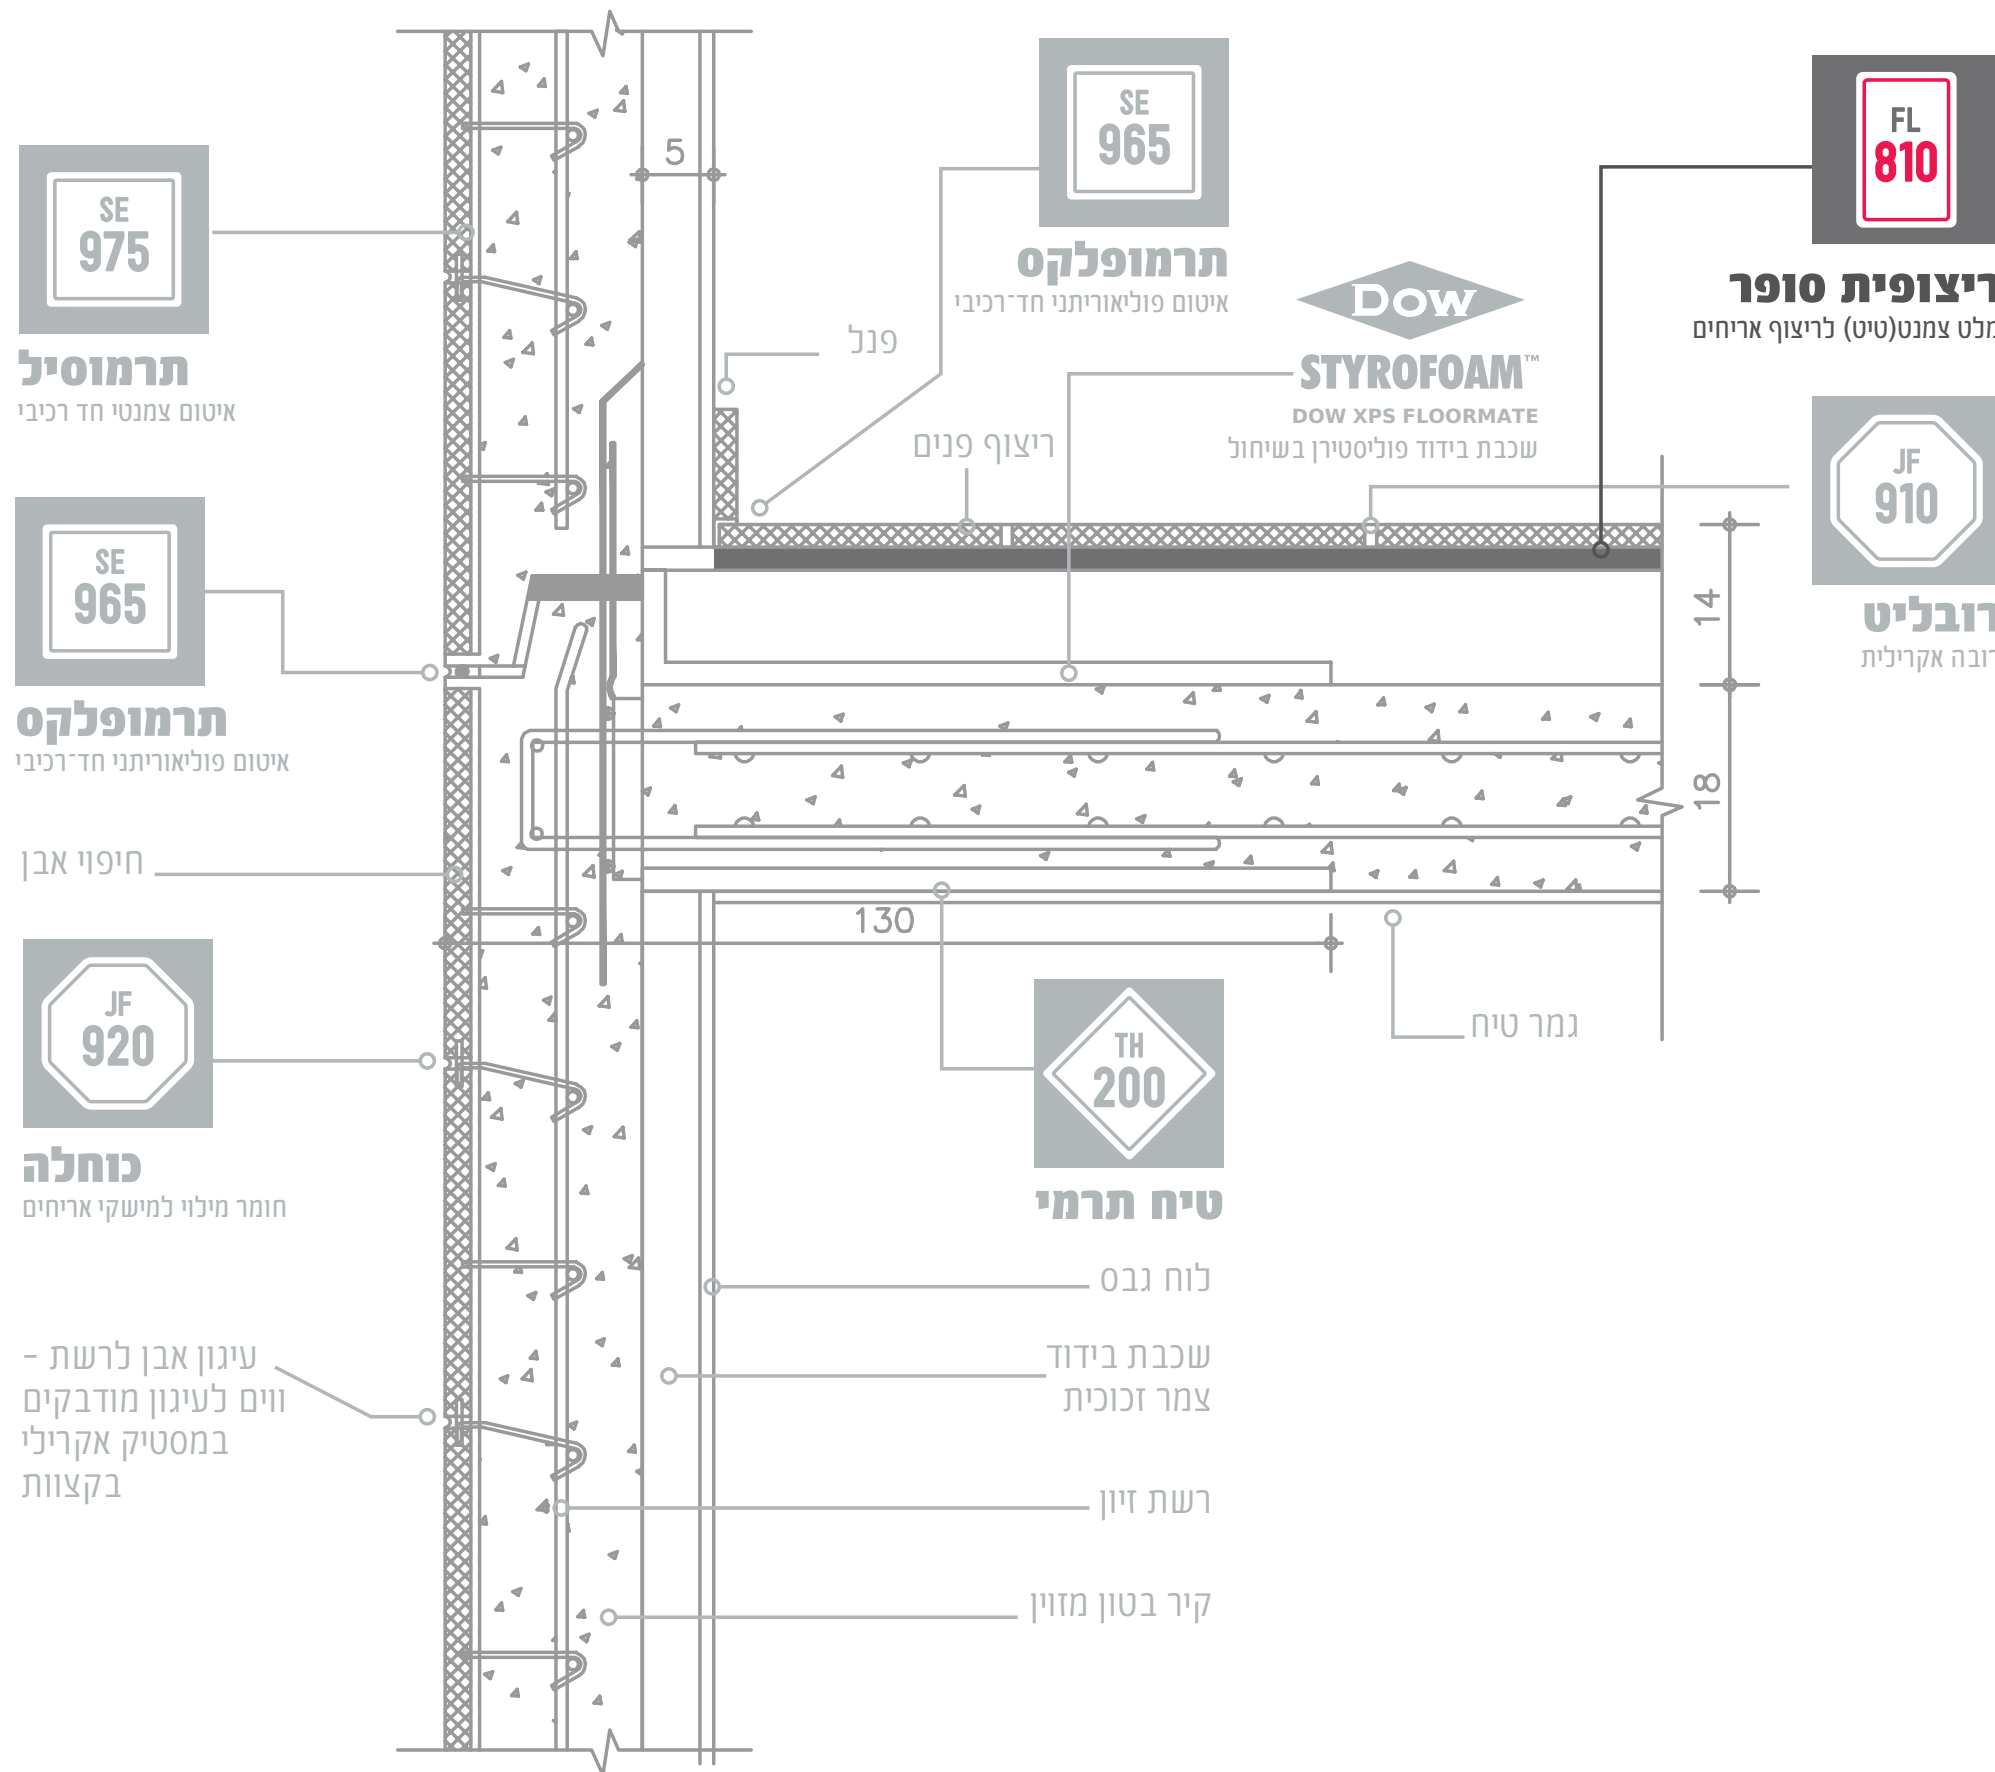 SE
975
תרמוסיל
איטום צמנטי חד רכיבי
SE
965
תרמופלקס
איטום פוליאוריתני חד־רכיבי
חיפוי אבן
JF
920
כוחלה
חומר מילוי למישקי אריחים
עיגון אבן לרשת -
ווים לעיגון מודבקים
במסטיק אקרילי
בקצוות
5
SE
965
תרמופלקס
איטום פוליאוריתני חד־רכיבי
פנל
ריצוף פנים
DOW
STYROFOAM™
DOW XPS FLOORMATE
שכבת בידוד פוליסטירן בשיחול
FL
810
ריצופית סופר
מלט צמנט(טיט) לריצוף אריחים
JF
910
רובליט
רובה אקרילית
14
18
130
גמר טיח
TH
200
טיח תרמי
לוח גבס
שכבת בידוד
צמר זכוכית
רשת זיון
קיר בטון מזוין